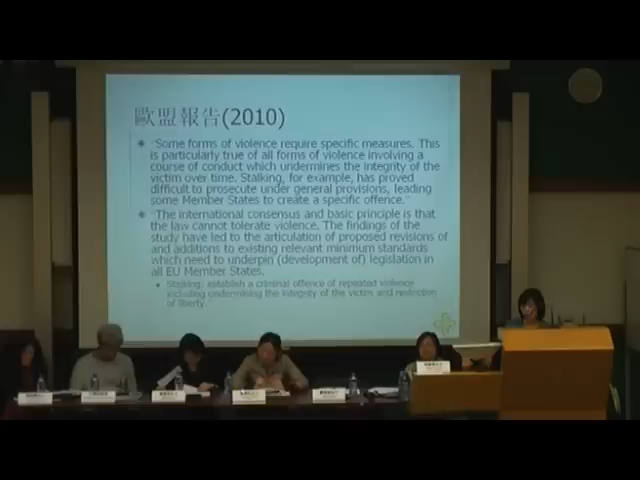 歐盟報告(2010)
"Some forms of violence require specific measures. This
is particularly true of all forms of violence involving a
course of conduct which undermines the integrity of the
victim over time. Stalking, for example, has proved
difficult to prosecute under general provisions, leading
some Member States to create a specific offence."
"The international consensus and basic principle is that
the law cannot tolerate violence. The findings of the
study have led to the articulation of proposed revisions of
and additions to existing relevant minimum standards
which need to underpin (development of) legislation in
all EU Member States.
Stalking: establish a criminal offence of repeated violence
including undermining the integrity of the victim and restriction
of liberty."